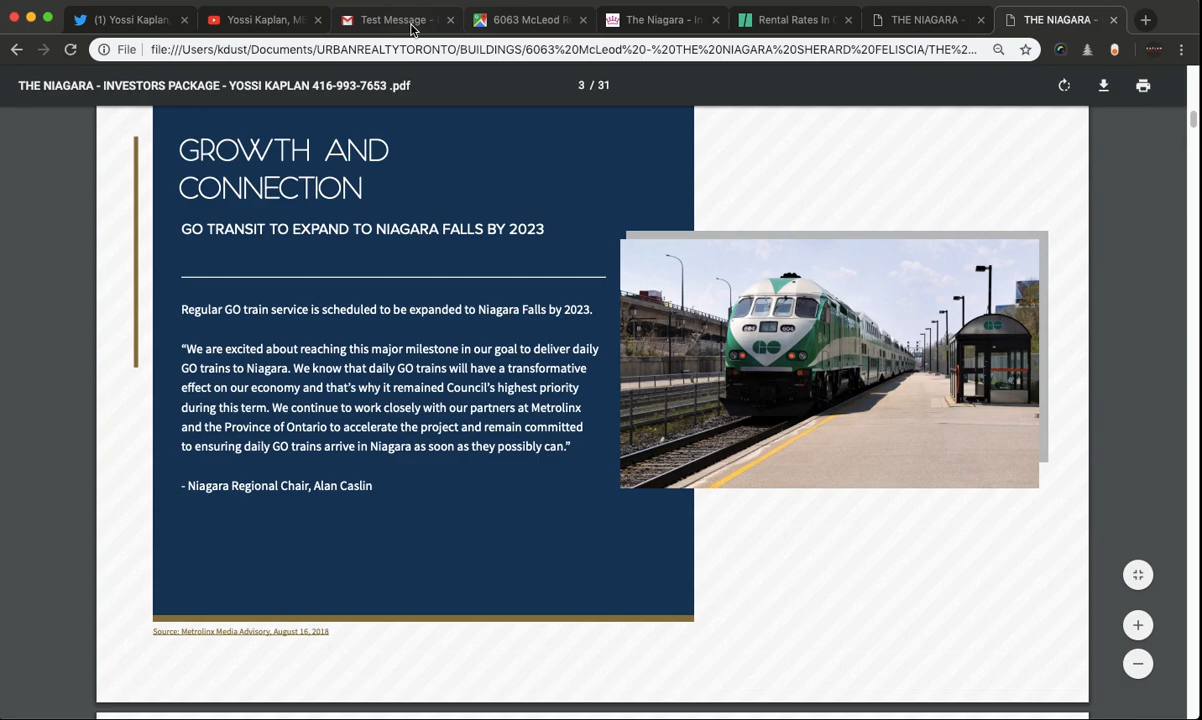 (1) Yossi Kaplan,
Yossi Kaplan, M
Test Message -
6063 McLeod R
The Niagara - In
Rental Rates In
THE NIAGARA -
THE NIAGARA -
File
file:///Users/kdust/Documents/URBANREALTYTORONTO/BUILDINGS/6063%20McLeod%20-%20THE%20NIAGARA%20SHERARD%20FELISCIA/THE%2...
THE NIAGARA - INVESTORS PACKAGE - YOSSI KAPLAN 416-993-7653 .pdf
3 / 31
GROWTH AND
CONNECTION
GO TRANSIT TO EXPAND TO NIAGARA FALLS BY 2023
Regular GO train service is scheduled to be expanded to Niagara Falls by 2023.
“We are excited about reaching this major milestone in our goal to deliver daily
GO trains to Niagara. We know that daily GO trains will have a transformative
effect on our economy and that’s why it remained Council’s highest priority
during this term. We continue to work closely with our partners at Metrolinx
and the Province of Ontario to accelerate the project and remain committed
to ensuring daily GO trains arrive in Niagara as soon as they possibly can.”
- Niagara Regional Chair, Alan Caslin
604
GO
GO
Source: Metrolinx Media Advisory, August 16, 2018